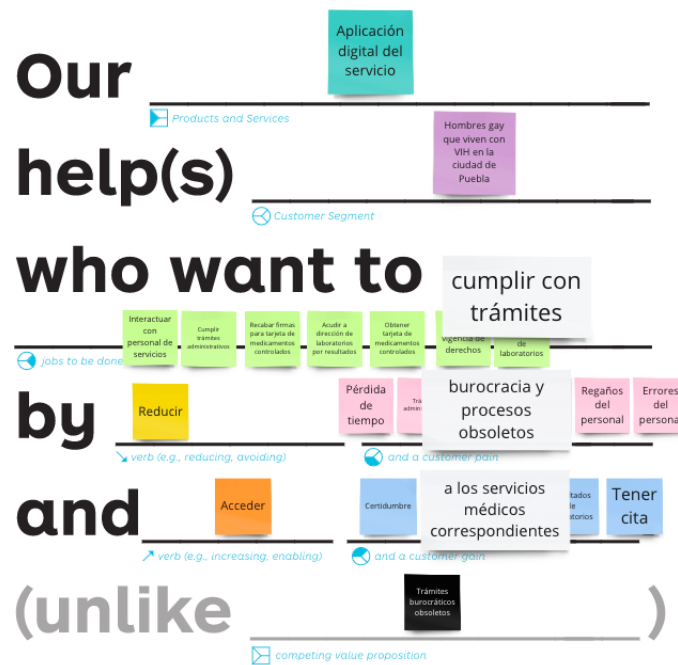 Aplicación
digital del
servicio
Our
Products and Services
Hombres gay
que viven con
VIH en la
ciudad de
Puebla
help(s)
Customer Segment
who want to
cumplir con
trámites
Interactuar
con
personal de
servicios
Cumplir
trámites
administrativos
Recabar firmas
para tarjeta de
medicamentos
controlados
Acudir a
dirección de
laboratorios
por resultados
Obtener
tarjeta de
medicamentos
controlados
vigencia de
derechos
de
laboratorios
jobs to be done
by
Reducir
Pérdida
de
tiempo
burocracia y
procesos
obsoletos
Regaños
del
personal
Errores
del
verb (e.g., reducing, avoiding)
and a customer pain
and
Acceder
Certidumbre
a los servicios
médicos
correspondientes
Tener
cita
verb (e.g., increasing, enabling)
and a customer gain
(unlike
Trámites
burocráticos
obsoletos
)
competing value proposition